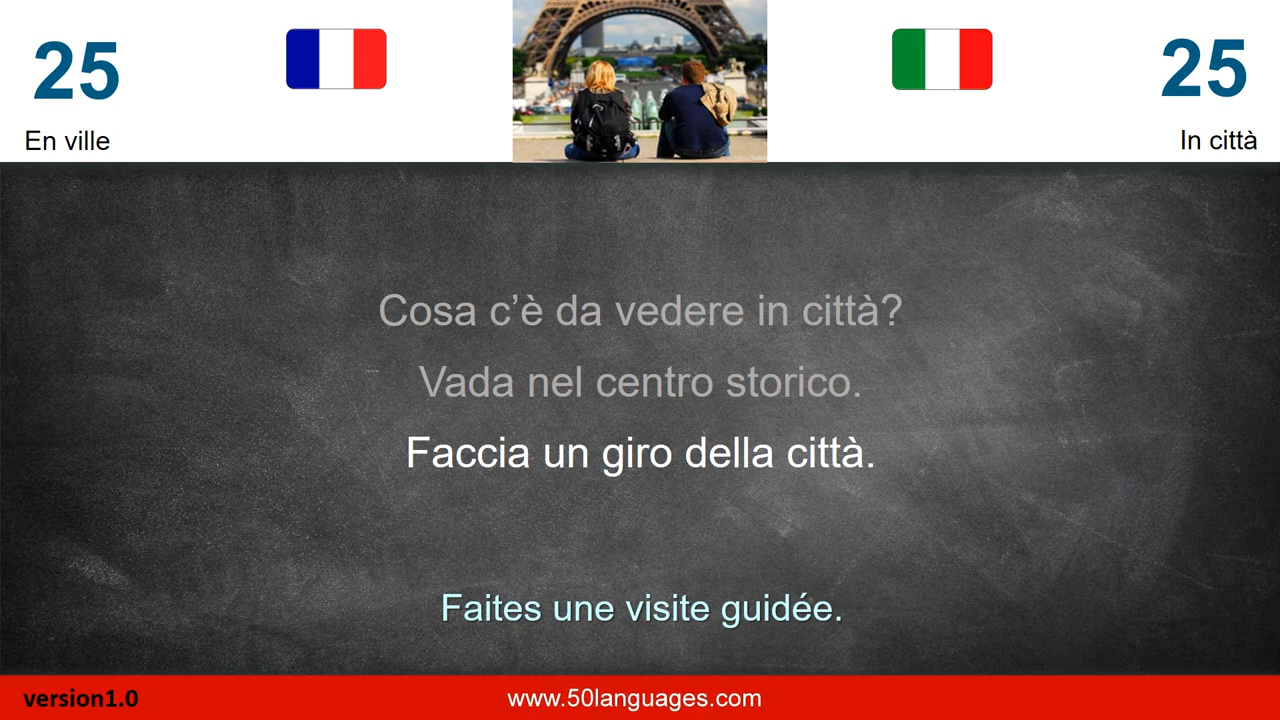 25
25
En ville
In città
Cosa c’è da vedere in città?
Vada nel centro storico.
Faccia un giro della città.
Faites une visite guidée.
version1.0
www.50languages.com